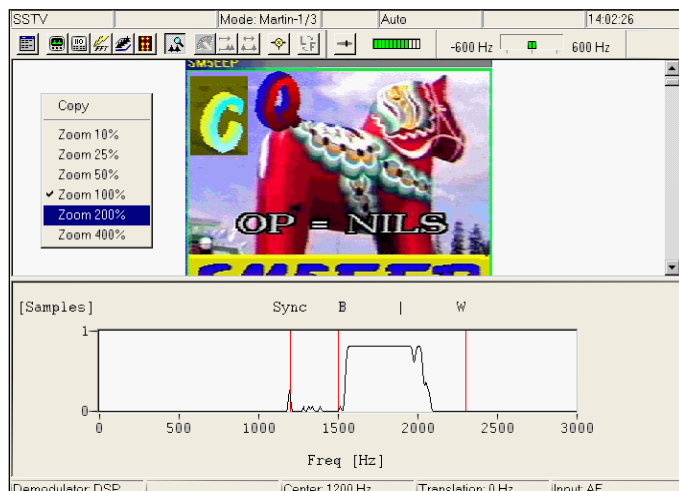 SSTV Mode: Martin-1/3 Auto 14:02:26
-600 Hz 600 Hz
SM5EEP
CQ
Copy
Zoom 10%
Zoom 25%
Zoom 50%
Zoom 100%
Zoom 200%
Zoom 400%
OP = NILS
SM5EEP
[Samples] Sync B | W
1
0
0 500 1000 1500 2000 2500 3000
Freq [Hz]
Demodulator: DSP Center: 1200 Hz Translation: 0 Hz Input: AF